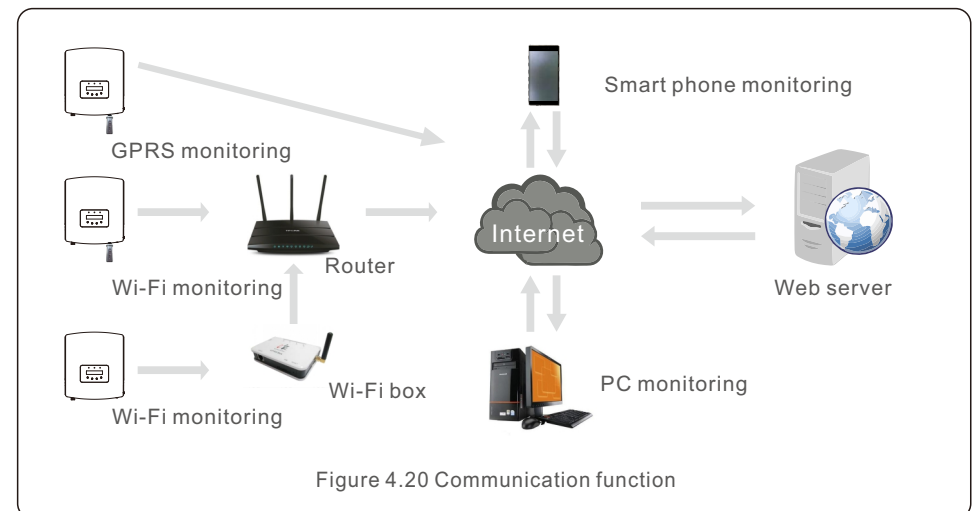 Smart phone monitoring
GPRS monitoring
Internet
Router
Wi-Fi monitoring
Web server
Wi-Fi box
PC monitoring
Wi-Fi monitoring
Figure 4.20 Communication function